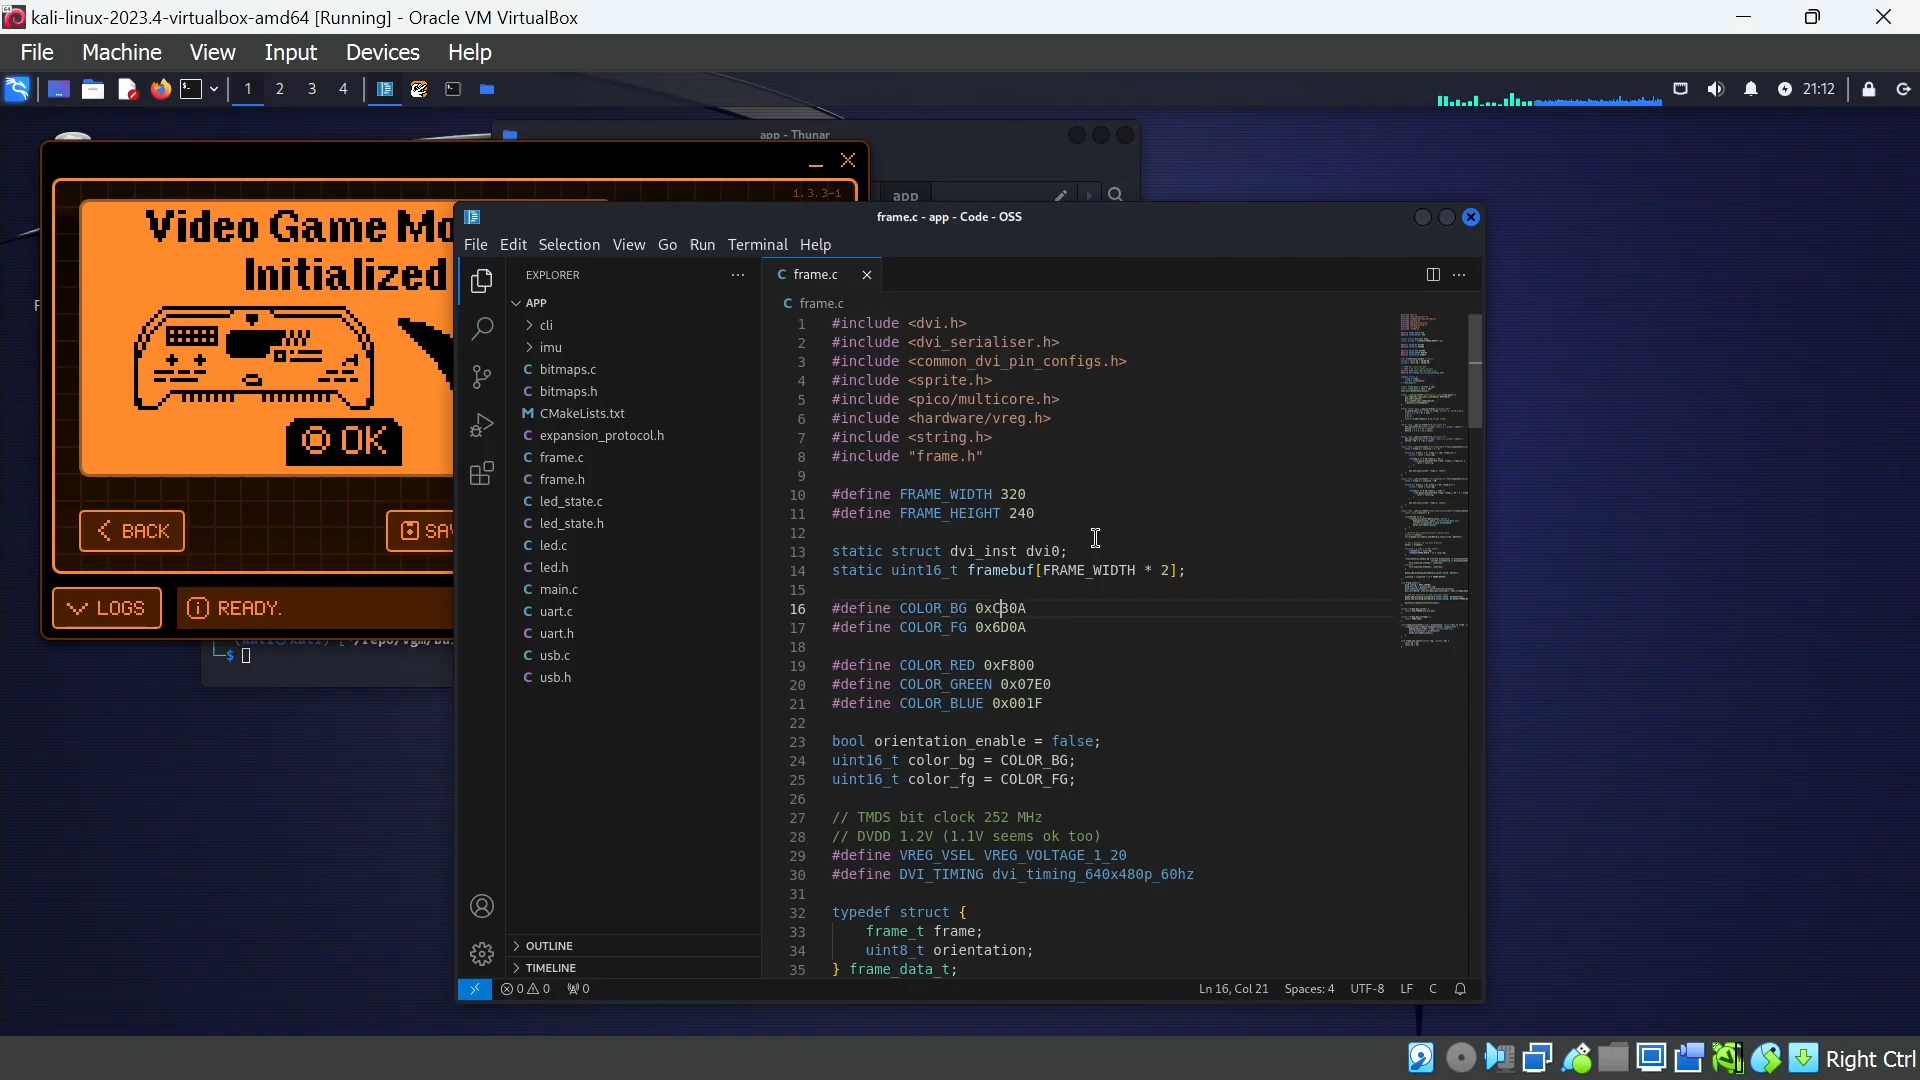 kali-linux-2023.4-virtualbox-amd64 [Running] - Oracle VM VirtualBox
File Machine View Input Devices Help
1 2 3 4
21:12
app - Thunar
app
1.3.3-1
Video Game Mo
Initialized
OK
BACK
SAV
LOGS
READY.
└─$
frame.c - app - Code - OSS
File Edit Selection View Go Run Terminal Help
EXPLORER
APP
cli
imu
C bitmaps.c
C bitmaps.h
M CMakeLists.txt
C expansion_protocol.h
C frame.c
C frame.h
C led_state.c
C led_state.h
C led.c
C led.h
C main.c
C uart.c
C uart.h
C usb.c
C usb.h
OUTLINE
TIMELINE
C frame.c
C frame.c
1 #include <dvi.h>
2 #include <dvi_serialiser.h>
3 #include <common_dvi_pin_configs.h>
4 #include <sprite.h>
5 #include <pico/multicore.h>
6 #include <hardware/vreg.h>
7 #include <string.h>
8 #include "frame.h"
9
10 #define FRAME_WIDTH 320
11 #define FRAME_HEIGHT 240
12
13 static struct dvi_inst dvi0;
14 static uint16_t framebuf[FRAME_WIDTH * 2];
15
16 #define COLOR_BG 0xC30A
17 #define COLOR_FG 0x6D0A
18
19 #define COLOR_RED 0xF800
20 #define COLOR_GREEN 0x07E0
21 #define COLOR_BLUE 0x001F
22
23 bool orientation_enable = false;
24 uint16_t color_bg = COLOR_BG;
25 uint16_t color_fg = COLOR_FG;
26
27 // TMDS bit clock 252 MHz
28 // DVDD 1.2V (1.1V seems ok too)
29 #define VREG_VSEL VREG_VOLTAGE_1_20
30 #define DVI_TIMING dvi_timing_640x480p_60hz
31
32 typedef struct {
33 frame_t frame;
34 uint8_t orientation;
35 } frame_data_t;
0 0 0
Ln 16, Col 21 Spaces: 4 UTF-8 LF C
Right Ctrl